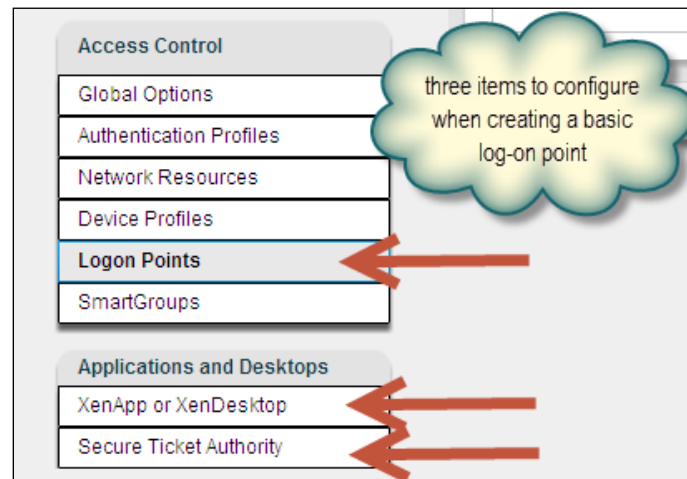 Access Control
Global Options
Authentication Profiles
Network Resources
Device Profiles
Logon Points
SmartGroups
three items to configure
when creating a basic
log-on point
Applications and Desktops
XenApp or XenDesktop
Secure Ticket Authority